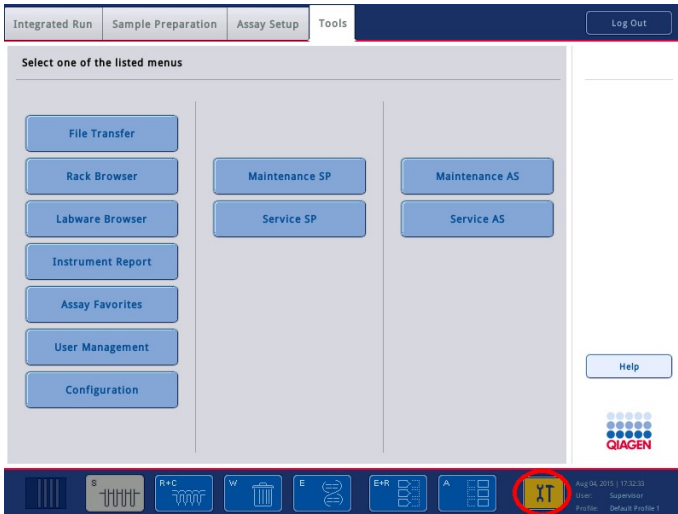 Integrated Run
Sample Preparation
Assay Setup
Tools
Log Out
Select one of the listed menus
File Transfer
Rack Browser
Maintenance SP
Maintenance AS
Labware Browser
Service SP
Service AS
Instrument Report
Assay Favorites
User Management
Help
Configuration
QIAGEN
S
R+C
W
E
E+R
A
Aug 04, 2015 | 17:32:33
User: Supervisor
Profile: Default Profile 1